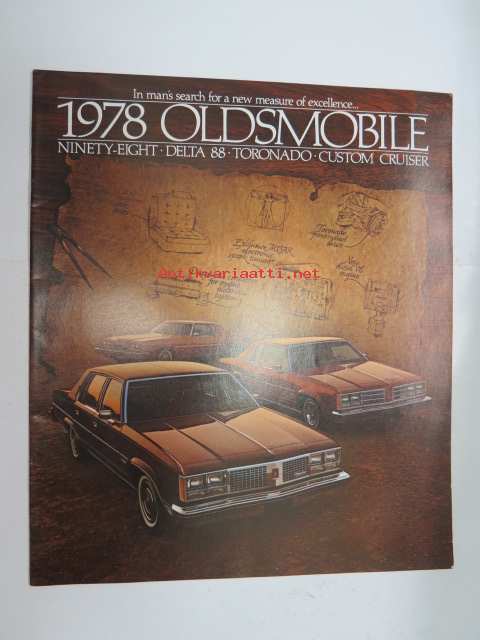 In man's search for a new measure of excellence...
1978 OLDSMOBILE
NINETY-EIGHT · DELTA 88 · TORONADO · CUSTOM CRUISER
Toronado
antikvariaatti.net